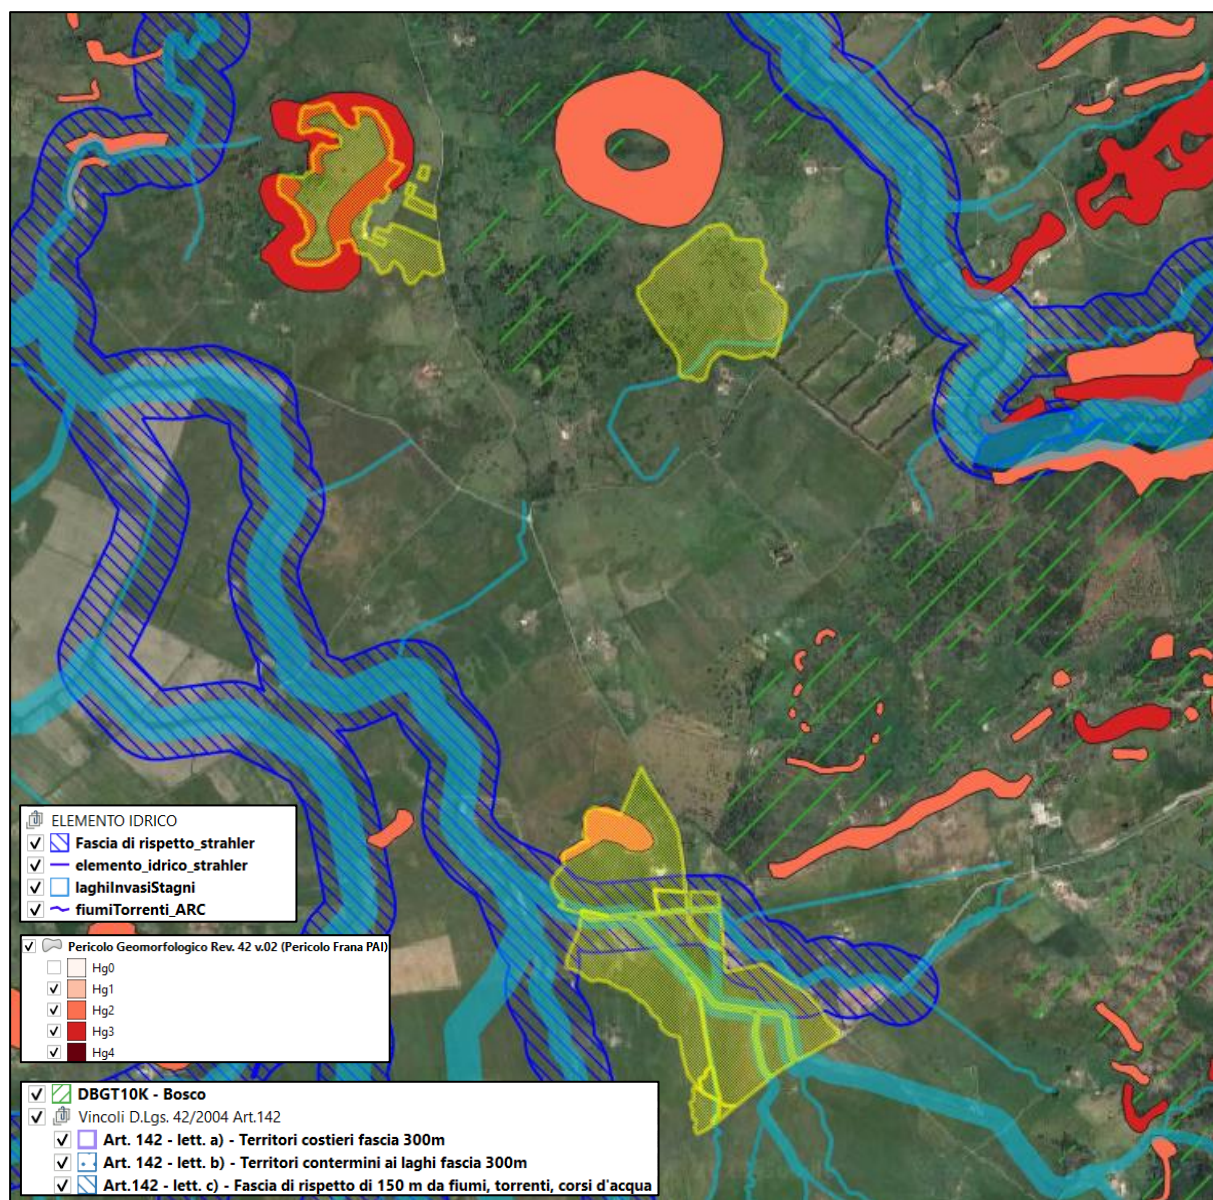 ELEMENTO IDRICO
Fascia di rispetto_strahler
elemento_idrico_strahler
laghiInvasiStagni
fiumiTorrenti_ARC
Pericolo Geomorfologico Rev. 42 v.02 (Pericolo Frana PAI)
Hg0
Hg1
Hg2
Hg3
Hg4
DBGT10K - Bosco
Vincoli D.Lgs. 42/2004 Art.142
Art. 142 - lett. a) - Territori costieri fascia 300m
Art. 142 - lett. b) - Territori contermini ai laghi fascia 300m
Art.142 - lett. c) - Fascia di rispetto di 150 m da fiumi, torrenti, corsi d'acqua